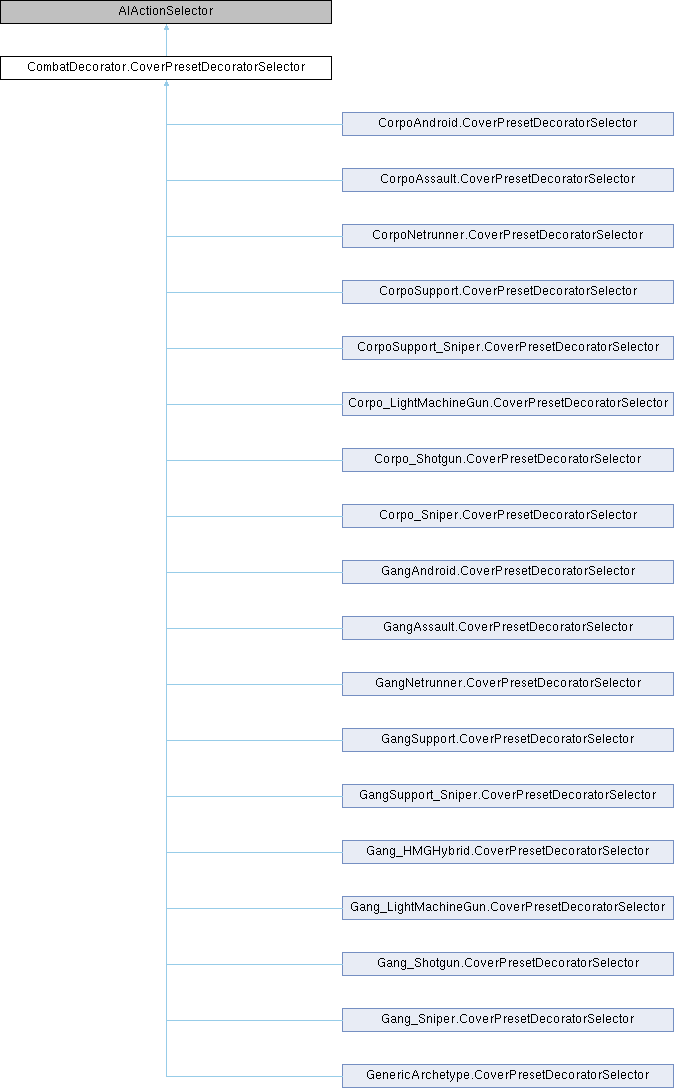 AIActionSelector
CombatDecorator.CoverPresetDecoratorSelector
CorpoAndroid.CoverPresetDecoratorSelector
CorpoAssault.CoverPresetDecoratorSelector
CorpoNetrunner.CoverPresetDecoratorSelector
CorpoSupport.CoverPresetDecoratorSelector
CorpoSupport_Sniper.CoverPresetDecoratorSelector
Corpo_LightMachineGun.CoverPresetDecoratorSelector
Corpo_Shotgun.CoverPresetDecoratorSelector
Corpo_Sniper.CoverPresetDecoratorSelector
GangAndroid.CoverPresetDecoratorSelector
GangAssault.CoverPresetDecoratorSelector
GangNetrunner.CoverPresetDecoratorSelector
GangSupport.CoverPresetDecoratorSelector
GangSupport_Sniper.CoverPresetDecoratorSelector
Gang_HMGHybrid.CoverPresetDecoratorSelector
Gang_LightMachineGun.CoverPresetDecoratorSelector
Gang_Shotgun.CoverPresetDecoratorSelector
Gang_Sniper.CoverPresetDecoratorSelector
GenericArchetype.CoverPresetDecoratorSelector